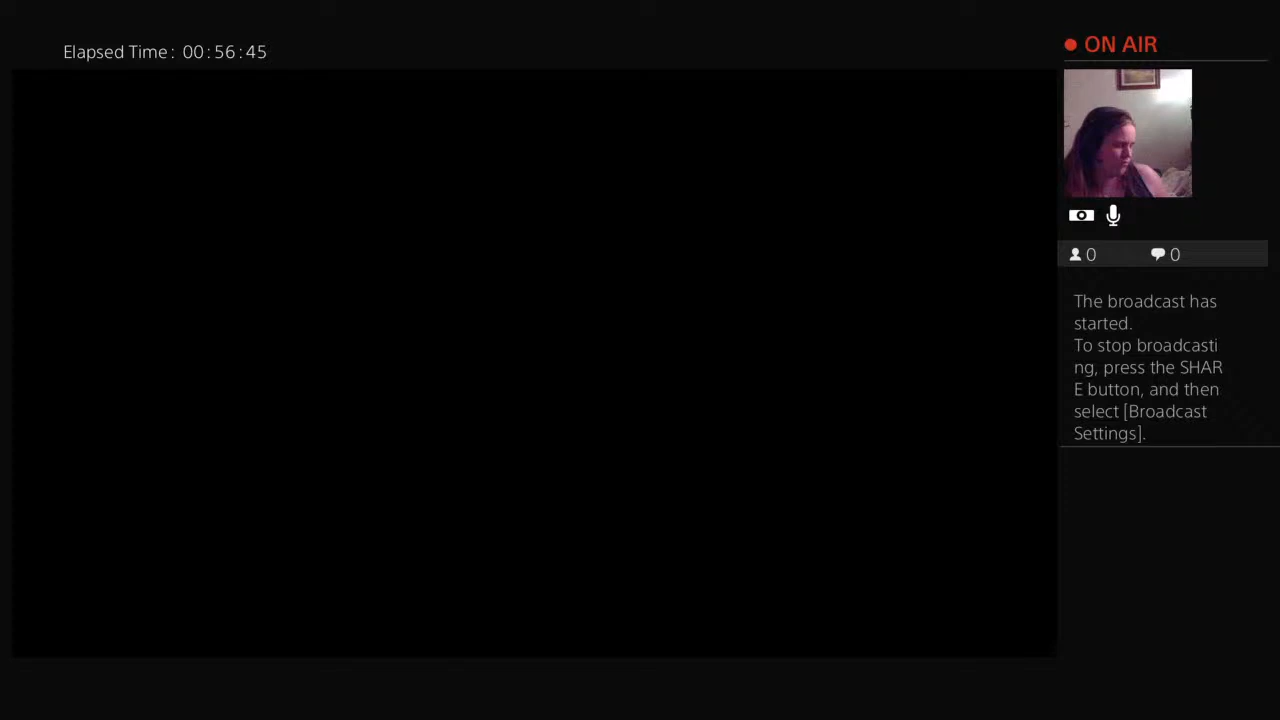 Elapsed Time: 00:56:45
ON AIR
0 0
The broadcast has
started.
To stop broadcasti
ng, press the SHAR
E button, and then
select [Broadcast
Settings].